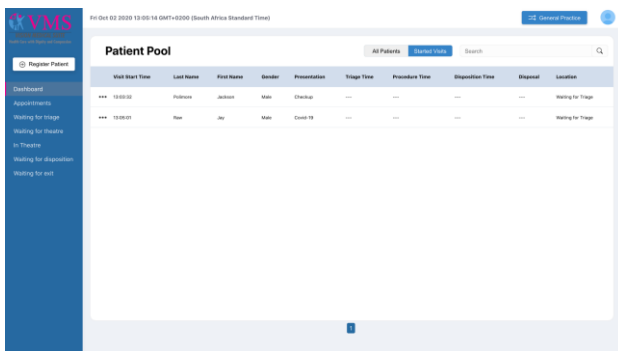 VMS
Fri Oct 02 2020 13:05:14 GMT+0200 (South Africa Standard Time)
General Practice
Register Patient
Patient Pool
All Patients Started Visits Search
Visit Start Time Last Name First Name Gender Presentation Triage Time Procedure Time Disposition Time Disposal Location
Dashboard
••• 13:03:32 Jackson Male Checkup --- --- --- --- Waiting for Triage
Appointments
Waiting for triage
••• 13:05:01 Raw Jay Male Covid-19 --- --- --- --- Waiting for Triage
Waiting for theatre
In Theatre
Waiting for disposition
Waiting for exit
1